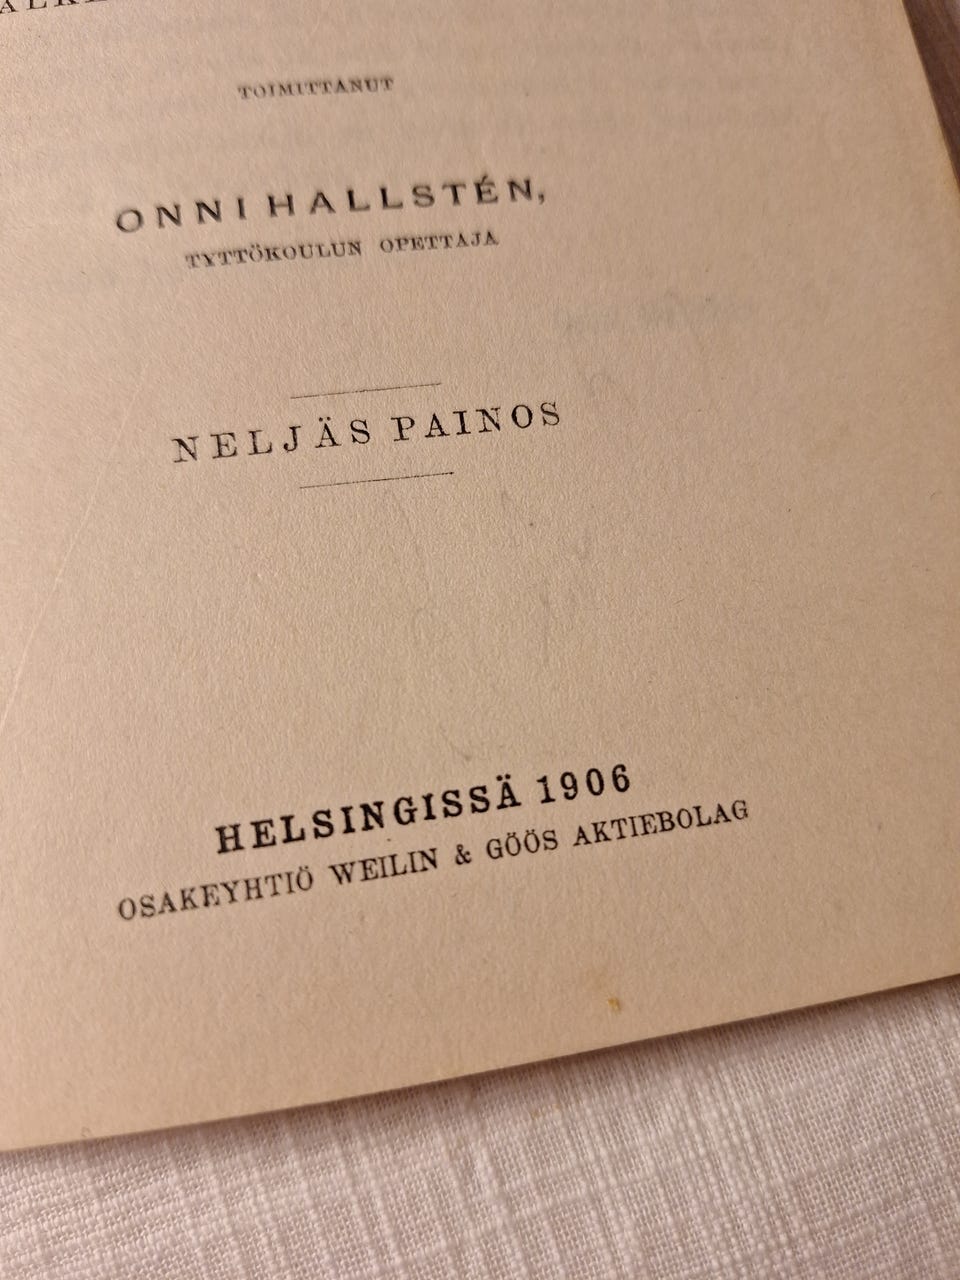 TOIMITTANUT
ONNI HALLSTÉN,
TYTTÖKOULUN OPETTAJA
NELJÄS PAINOS
HELSINGISSÄ 1906
OSAKEYHTIÖ WEILIN & GÖÖS AKTIEBOLAG